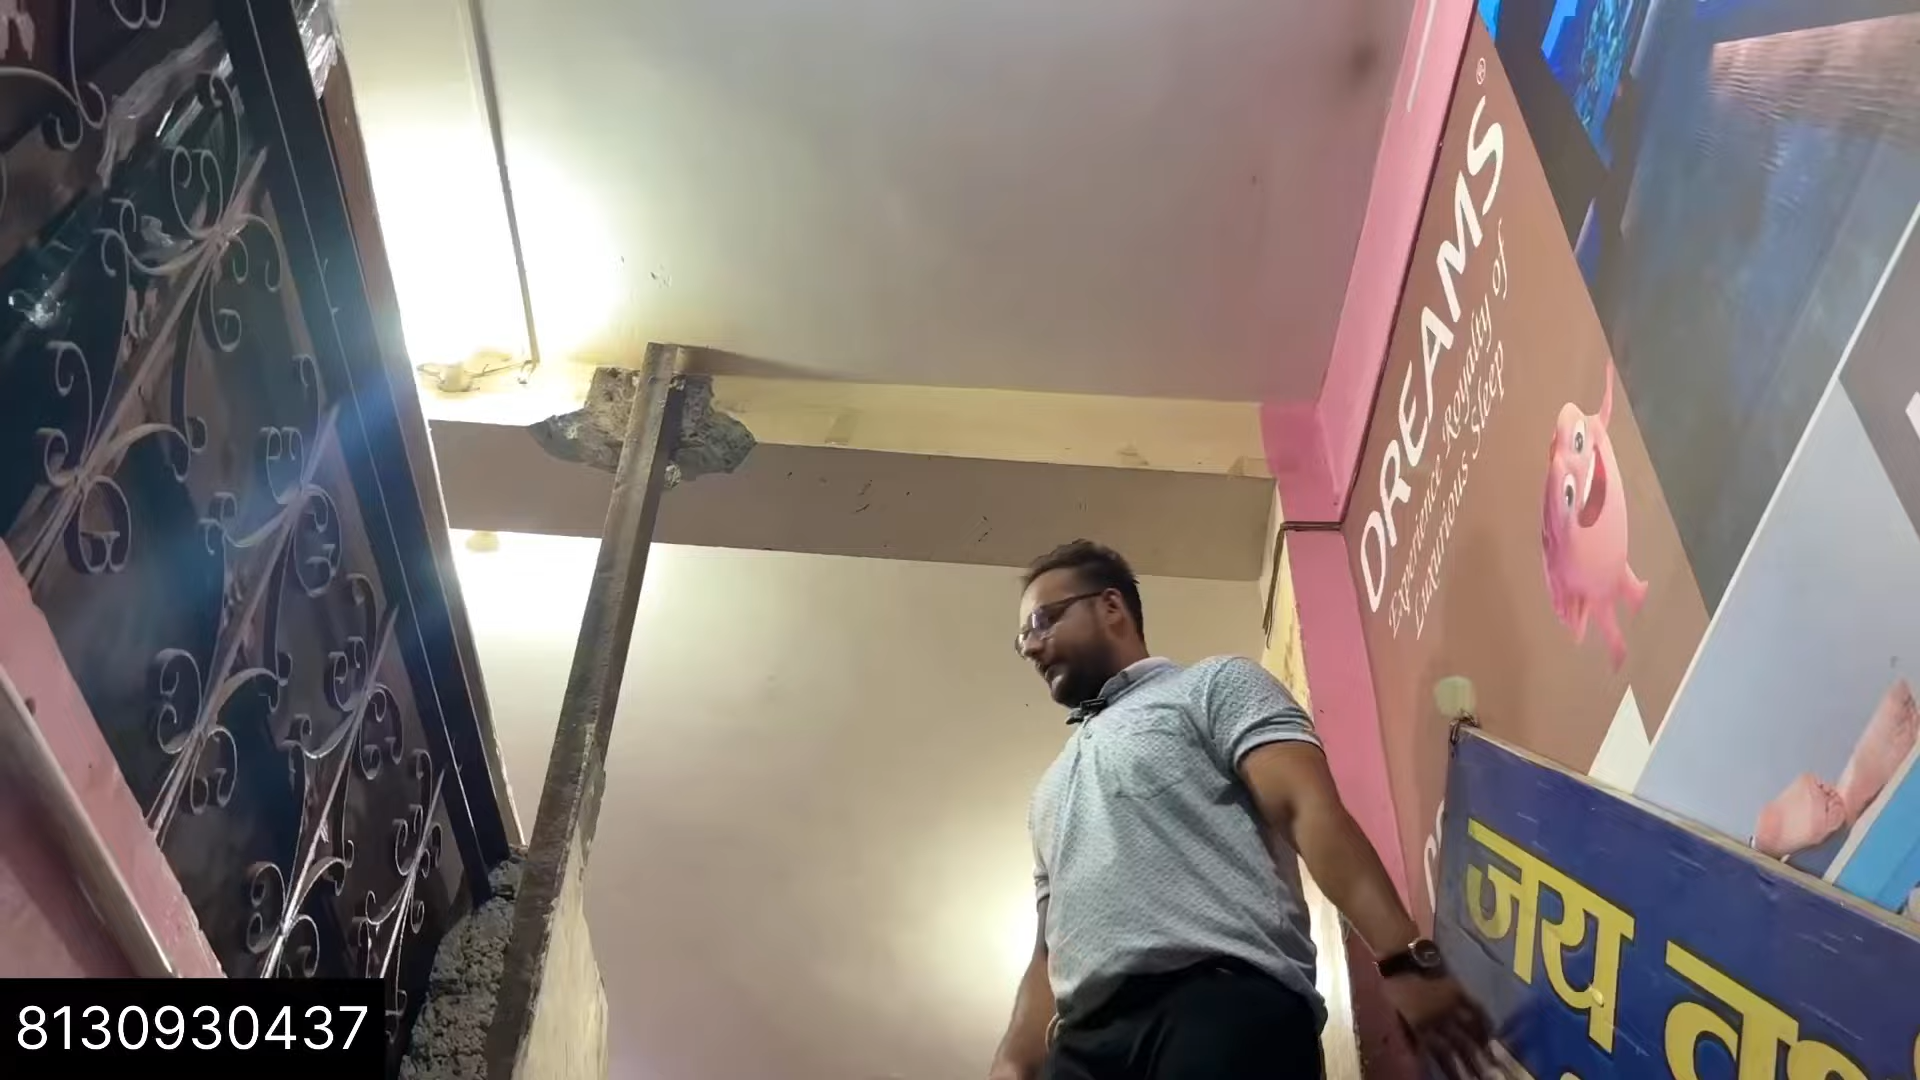 DREAMS®
Experience Royalty of
Luxurious Sleep
जय
8130930437